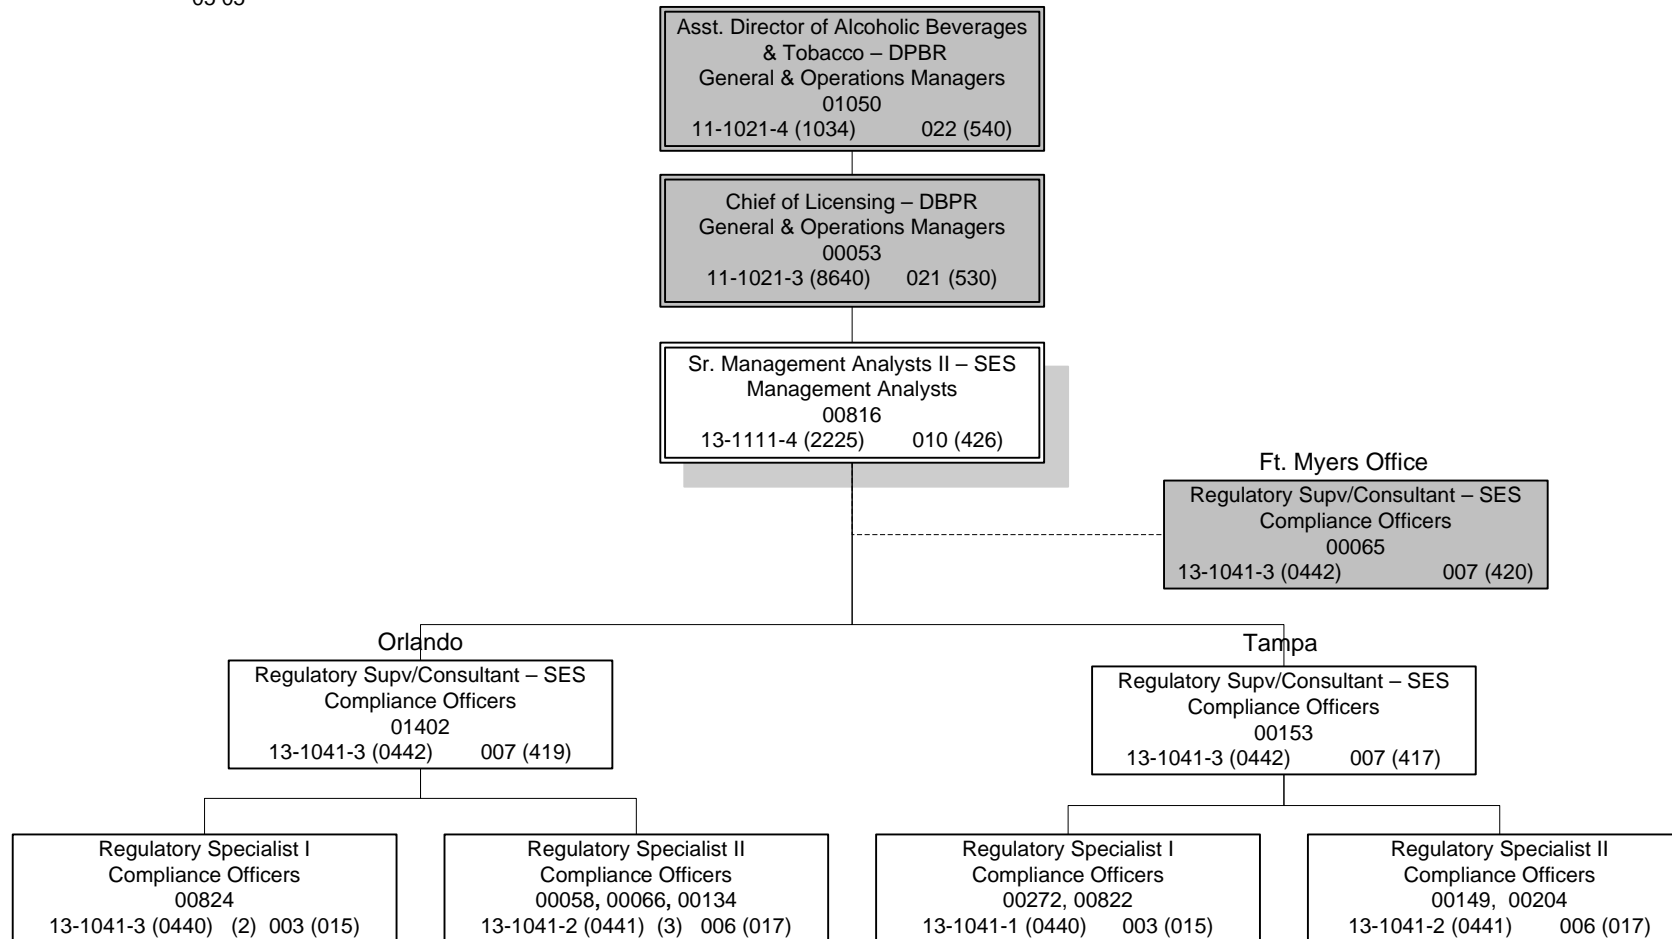 05-05
Asst. Director of Alcoholic Beverages
& Tobacco – DPBR
General & Operations Managers
01050
11-1021-4 (1034) 022 (540)
Chief of Licensing – DBPR
General & Operations Managers
00053
11-1021-3 (8640) 021 (530)
Sr. Management Analysts II – SES
Management Analysts
00816
13-1111-4 (2225) 010 (426)
Ft. Myers Office
Regulatory Supv/Consultant – SES
Compliance Officers
00065
13-1041-3 (0442) 007 (420)
Orlando
Regulatory Supv/Consultant – SES
Compliance Officers
01402
13-1041-3 (0442) 007 (419)
Tampa
Regulatory Supv/Consultant – SES
Compliance Officers
00153
13-1041-3 (0442) 007 (417)
Regulatory Specialist I
Compliance Officers
00824
13-1041-3 (0440) (2) 003 (015)
Regulatory Specialist II
Compliance Officers
00058, 00066, 00134
13-1041-2 (0441) (3) 006 (017)
Regulatory Specialist I
Compliance Officers
00272, 00822
13-1041-1 (0440) 003 (015)
Regulatory Specialist II
Compliance Officers
00149, 00204
13-1041-2 (0441) 006 (017)